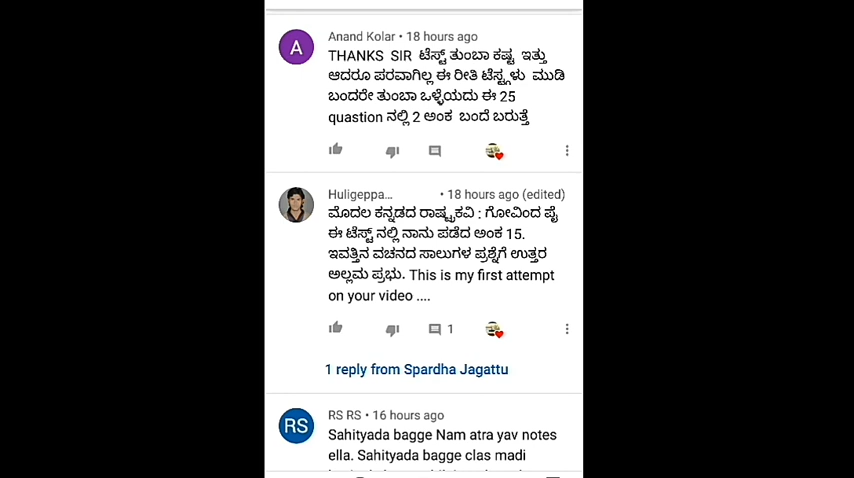 A
Anand Kolar • 18 hours ago
THANKS SIR ಟೆಸ್ಟ್ ತುಂಬಾ ಕಷ್ಟ ಇತ್ತು
ಆದರೂ ಪರವಾಗಿಲ್ಲ ಈ ರೀತಿ ಟೆಸ್ಟ್ಗಳು ಮುಡಿ
ಬಂದರೇ ತುಂಬಾ ಒಳ್ಳೆಯದು ಈ 25
quastion ನಲ್ಲಿ 2 ಅಂಕ ಬಂದೆ ಬರುತ್ತೆ
Huligeppa... • 18 hours ago (edited)
ಮೊದಲ ಕನ್ನಡದ ರಾಷ್ಟ್ರಕವಿ : ಗೋವಿಂದ ಪೈ
ಈ ಟೆಸ್ಟ್ ನಲ್ಲಿ ನಾನು ಪಡೆದ ಅಂಕ 15.
ಇವತ್ತಿನ ವಚನದ ಸಾಲುಗಳ ಪ್ರಶ್ನೆಗೆ ಉತ್ತರ
ಅಲ್ಲಮ ಪ್ರಭು. This is my first attempt
on your video ....
1
1 reply from Spardha Jagattu
RS
RS RS • 16 hours ago
Sahityada bagge Nam atra yav notes
ella. Sahityada bagge clas madi